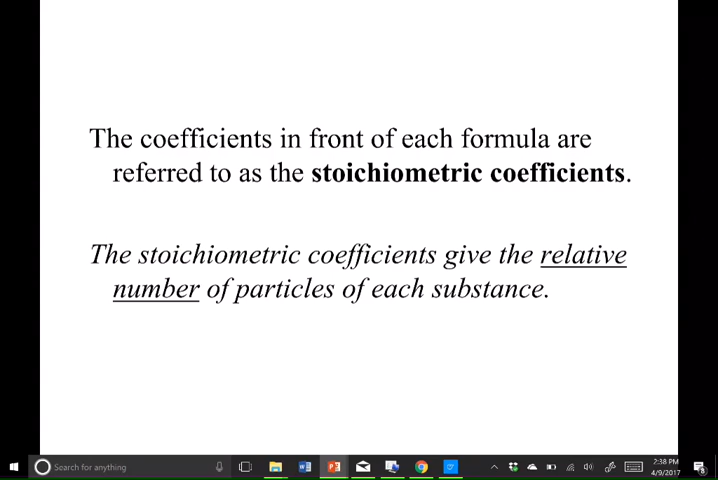 The coefficients in front of each formula are
referred to as the stoichiometric coefficients.
The stoichiometric coefficients give the relative
number of particles of each substance.
Search for anything
2:38 PM
4/9/2017